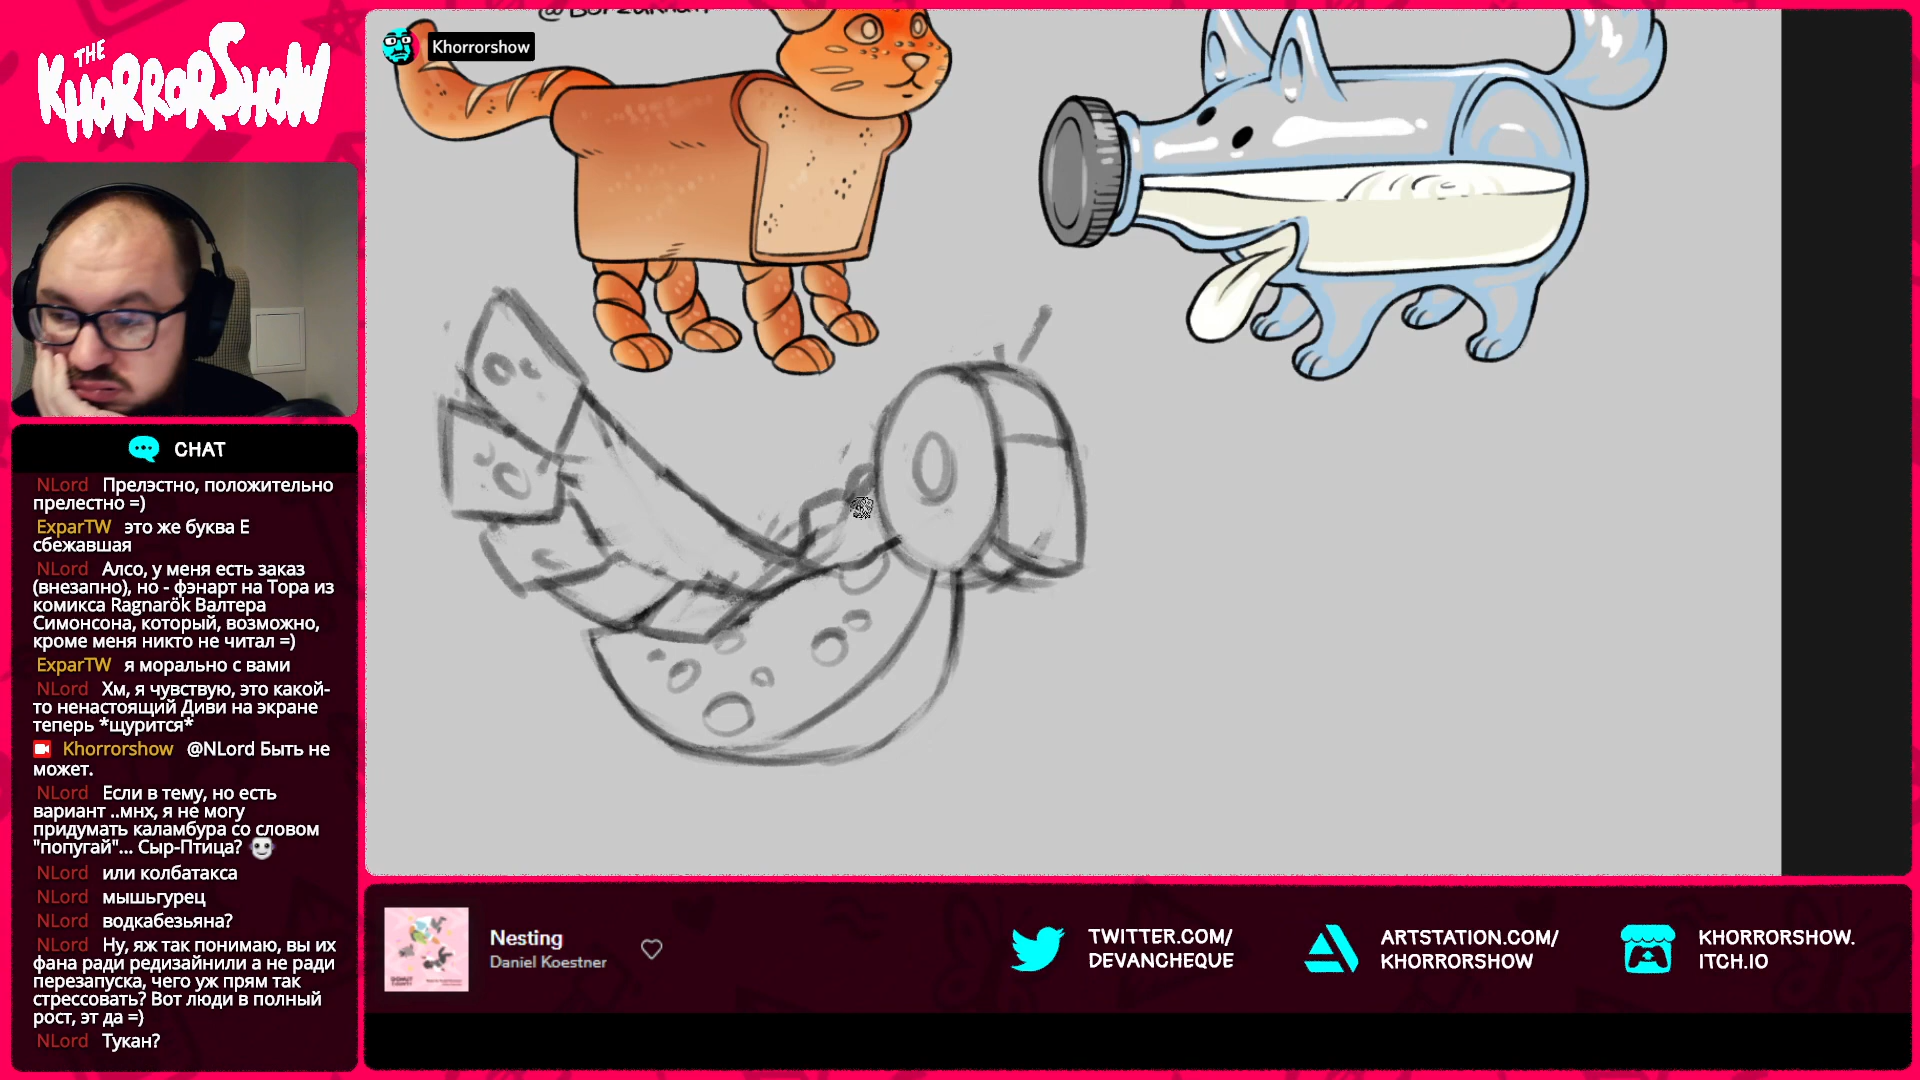 THE
KHORRORSHOW
Khorrorshow
CHAT
NLord Прелэстно, положительно
прелестно =)
ExparTW это же буква Е
сбежавшая
NLord Алсо, у меня есть заказ
(внезапно), но - фэнарт на Тора из
комикса Ragnarök Валтера
Симонсона, который, возможно,
кроме меня никто не читал =)
ExparTW я морально с вами
NLord Хм, я чувствую, это какой-
то ненастоящий Диви на экране
теперь *щурится*
Khorrorshow @NLord Быть не
может.
NLord Если в тему, но есть
вариант ..мнх, я не могу
придумать каламбура со словом
"попугай"... Сыр-Птица?
NLord или колбатакса
NLord мышьгурец
NLord водкабезьяна?
NLord Ну, яж так понимаю, вы их
фана ради редизайнили а не ради
перезапуска, чего уж прям так
стрессовать? Вот люди в полный
рост, эт да =)
NLord Тукан?
Nesting
Daniel Koestner
TWITTER.COM/
DEVANCHEQUE
ARTSTATION.COM/
KHORRORSHOW
KHORRORSHOW.
ITCH.IO